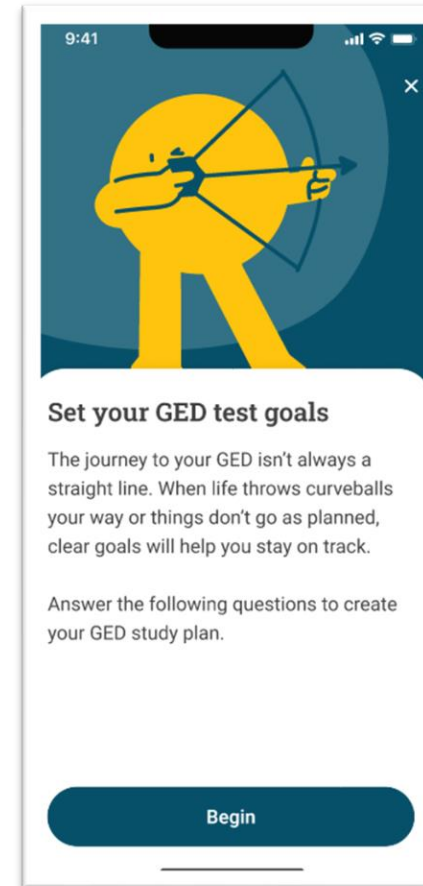 9:41
Set your GED test goals
The journey to your GED isn’t always a
straight line. When life throws curveballs
your way or things don’t go as planned,
clear goals will help you stay on track.
Answer the following questions to create
your GED study plan.
Begin